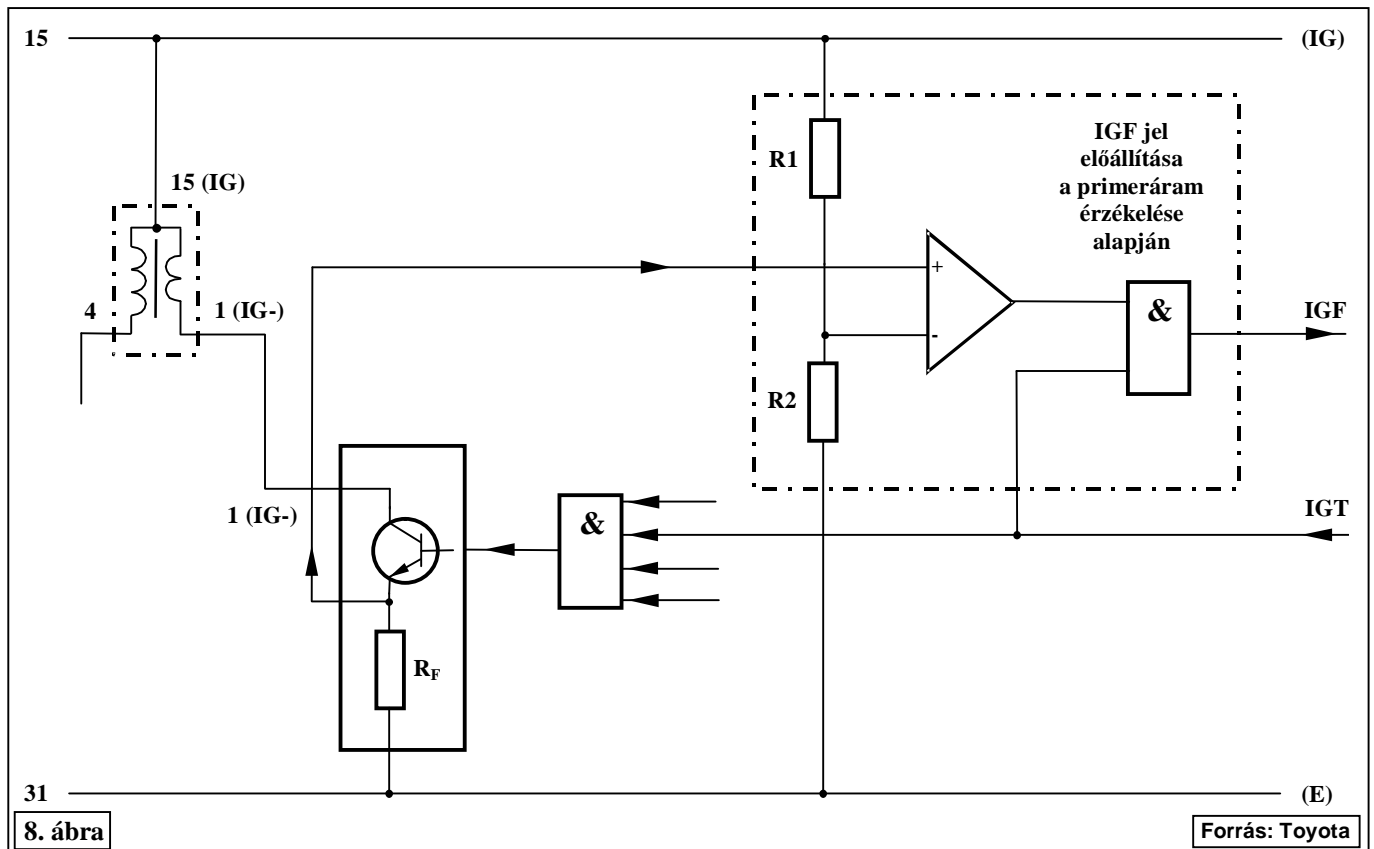 15
(IG)
IGF jel
előállítása
a primeráram
érzékelése
alapján
R1
15 (IG)
+
4
1 (IG-)
&
IGF
-
R2
1 (IG-)
&
IGT
RF
31
(E)
8. ábra
Forrás: Toyota